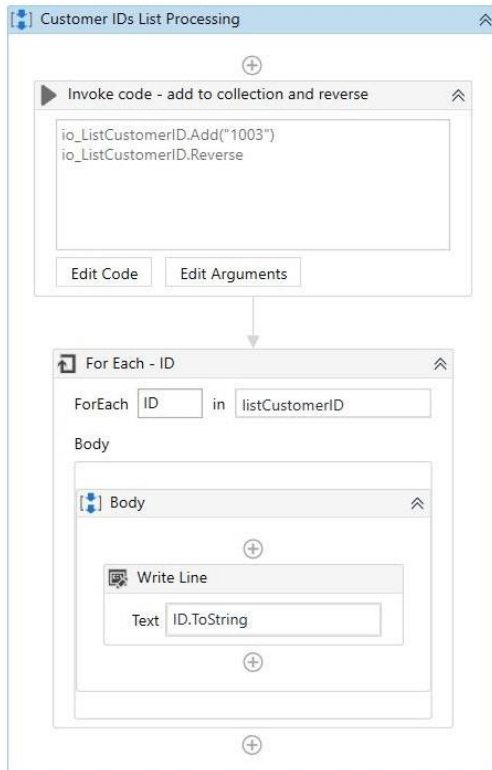 Customer IDs List Processing
Invoke code - add to collection and reverse
io_ListCustomerID.Add("1003")
io_ListCustomerID.Reverse
Edit Code Edit Arguments
For Each - ID
ForEach ID in listCustomerID
Body
Body
Write Line
Text ID.ToString